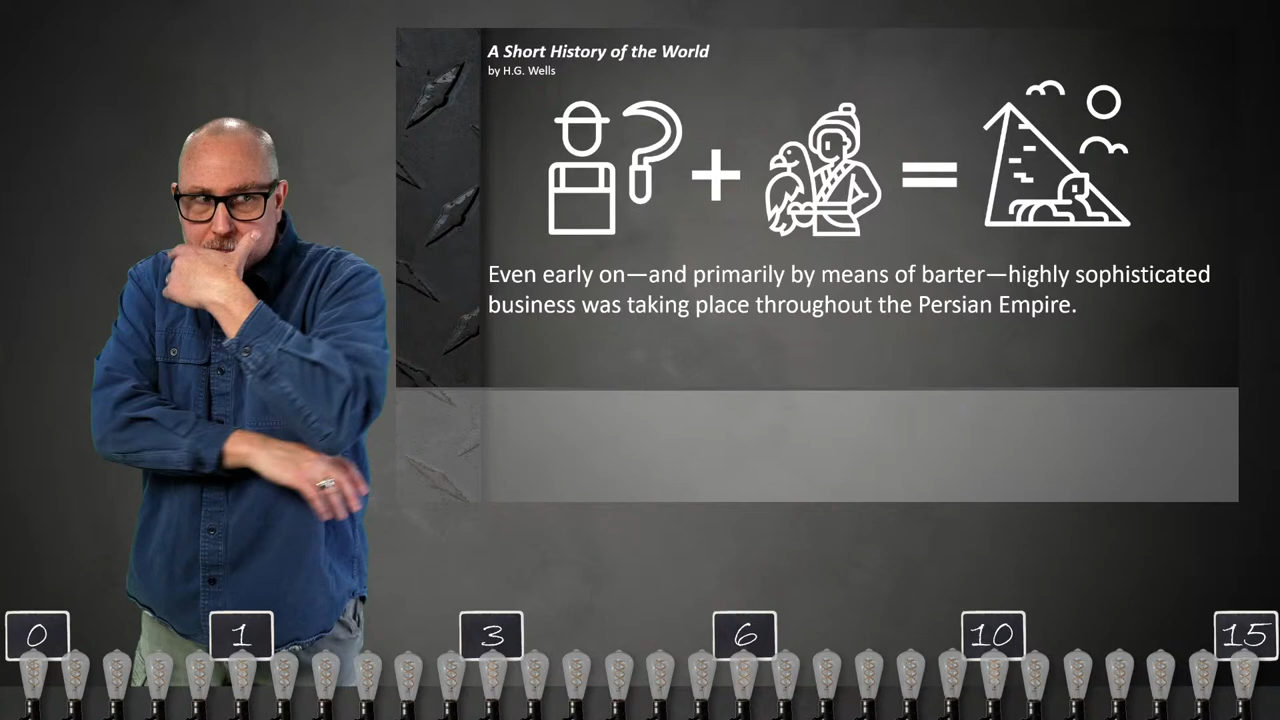 A Short History of the World
by H.G. Wells
Even early on—and primarily by means of barter—highly sophisticated
business was taking place throughout the Persian Empire.
0 1 3 6 10 15